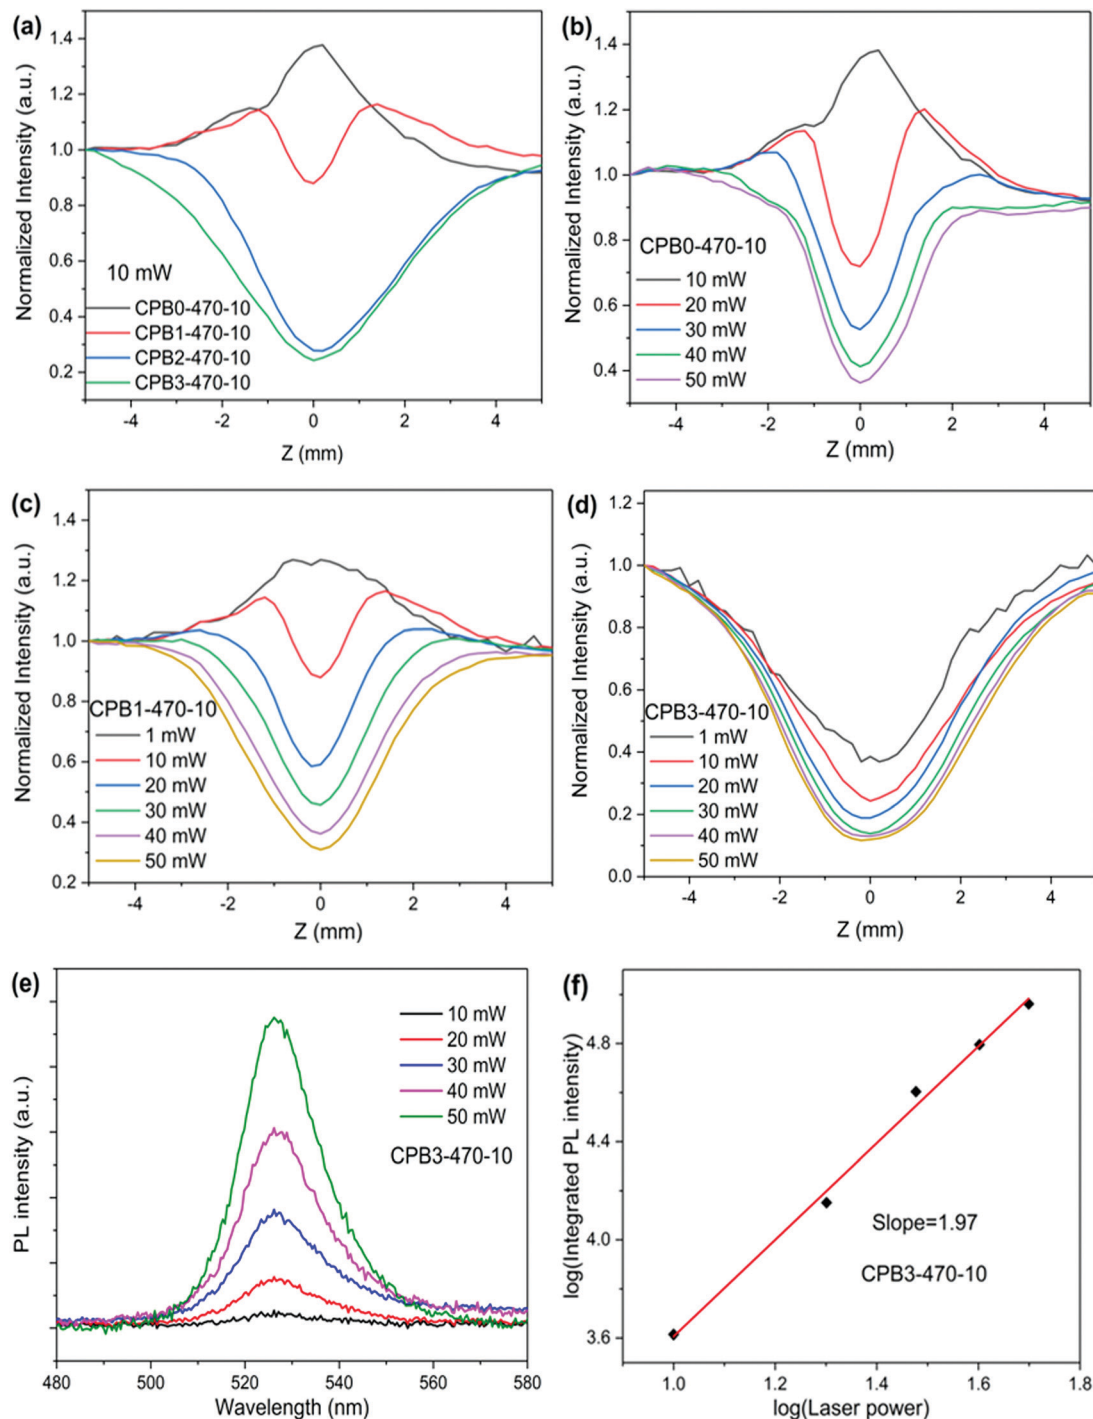 (a)
Normalized Intensity (a.u.)
1.4
1.2
1.0
0.8
0.6
0.4
0.2
10 mW
CPB0-470-10
CPB1-470-10
CPB2-470-10
CPB3-470-10
-4 -2 0 2 4
Z (mm)
(b)
Normalized Intensity (a.u.)
1.4
1.2
1.0
0.8
0.6
0.4
CPB0-470-10
10 mW
20 mW
30 mW
40 mW
50 mW
-4 -2 0 2 4
Z (mm)
(c)
Normalized Intensity (a.u.)
1.4
1.2
1.0
0.8
0.6
0.4
0.2
CPB1-470-10
1 mW
10 mW
20 mW
30 mW
40 mW
50 mW
-4 -2 0 2 4
Z (mm)
(d)
Normalized Intensity (a.u.)
1.2
1.0
0.8
0.6
0.4
0.2
0.0
CPB3-470-10
1 mW
10 mW
20 mW
30 mW
40 mW
50 mW
-4 -2 0 2 4
Z (mm)
(e)
PL intensity (a.u.)
10 mW
20 mW
30 mW
40 mW
50 mW
CPB3-470-10
480 500 520 540 560 580
Wavelength (nm)
(f)
log(Integrated PL intensity)
4.8
4.4
4.0
3.6
Slope=1.97
CPB3-470-10
1.0 1.2 1.4 1.6 1.8
log(Laser power)